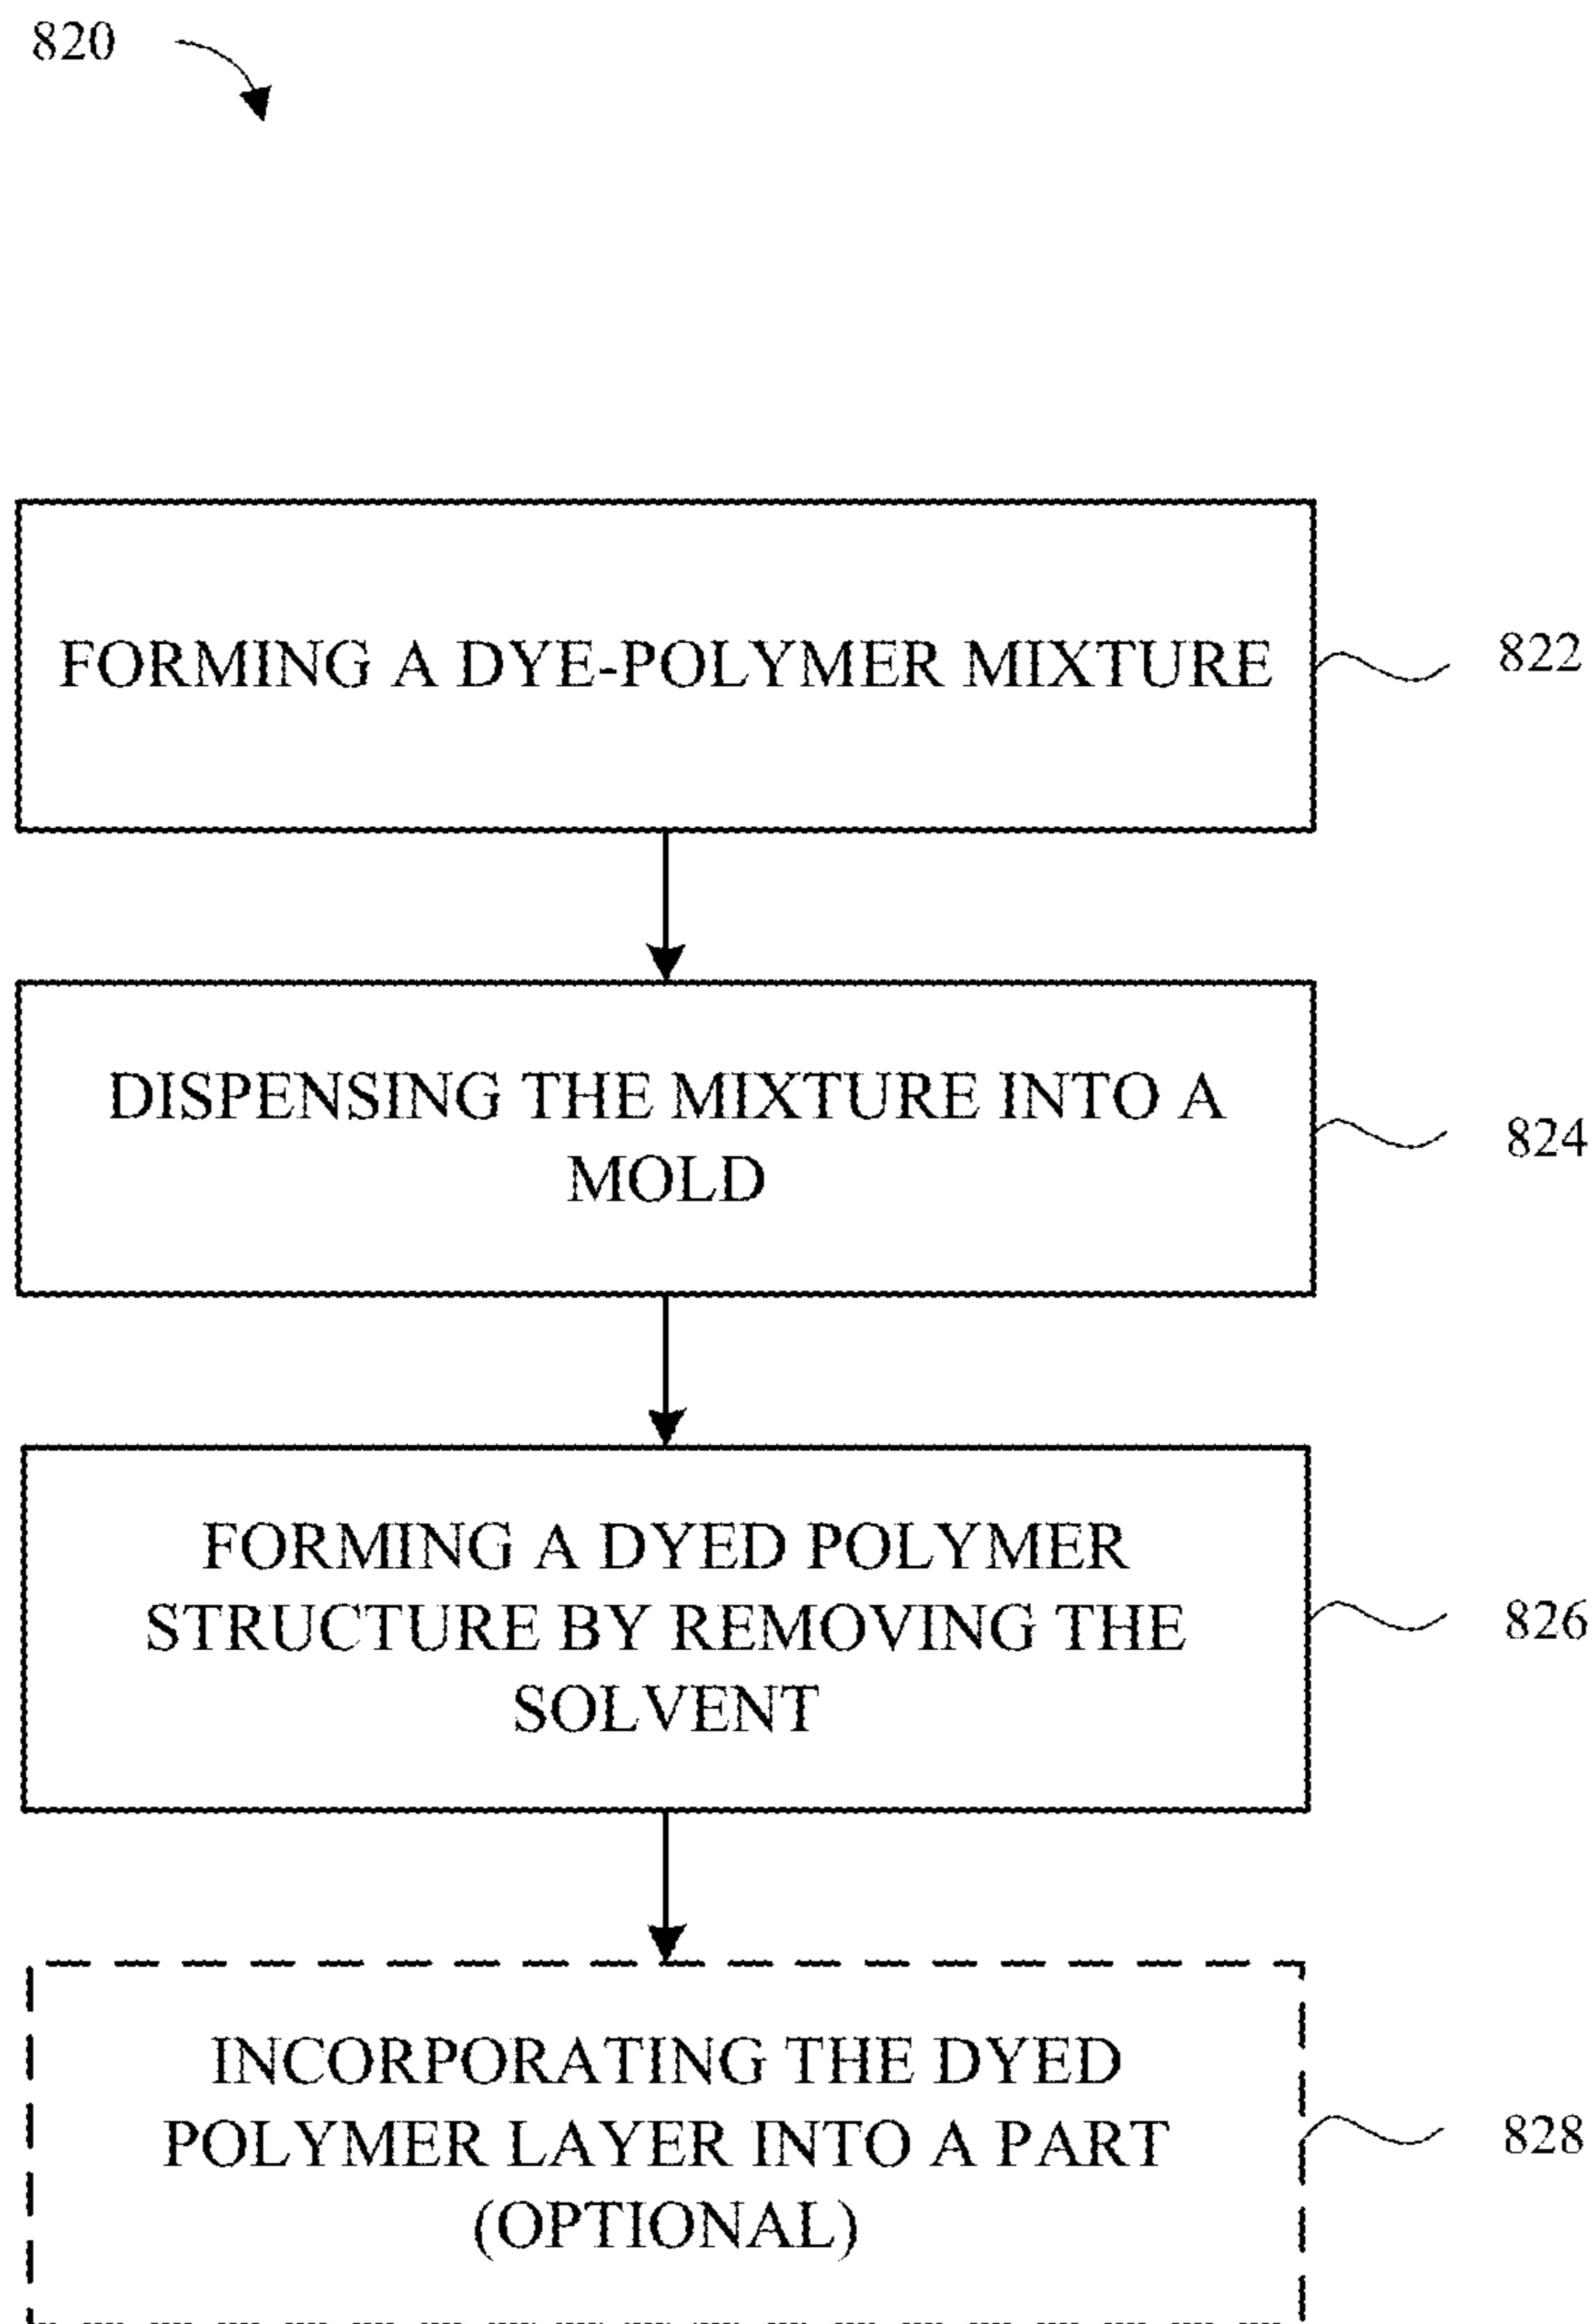 820
FORMING A DYE-POLYMER MIXTURE
822
DISPENSING THE MIXTURE INTO A
MOLD
824
FORMING A DYED POLYMER
STRUCTURE BY REMOVING THE
SOLVENT
826
INCORPORATING THE DYED
POLYMER LAYER INTO A PART
(OPTIONAL)
828